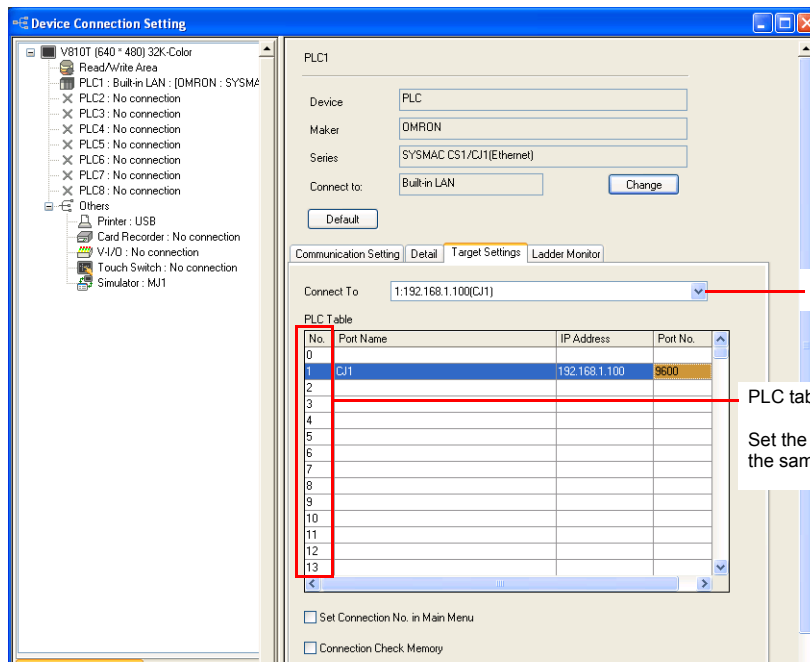 Device Connection Setting
V810T (640 * 480) 32K-Color
Read/Write Area
PLC1 : Built-in LAN : [OMRON : SYSMA
PLC2 : No connection
PLC3 : No connection
PLC4 : No connection
PLC5 : No connection
PLC6 : No connection
PLC7 : No connection
PLC8 : No connection
Others
Printer : USB
Card Recorder : No connection
V-I/O : No connection
Touch Switch : No connection
Simulator : MJ1
PLC1
Device PLC
Maker OMRON
Series SYSMAC CS1/CJ1(Ethernet)
Connect to: Built-in LAN Change
Default
Communication Setting Detail Target Settings Ladder Monitor
Connect To 1:192.168.1.100(CJ1)
PLC Table
No. Port Name IP Address Port No.
0
1 CJ1 192.168.1.100 9600
2
3
4
5
6
7
8
9
10
11
12
13
PLC tab
Set the
the sam
Set Connection No. in Main Menu
Connection Check Memory